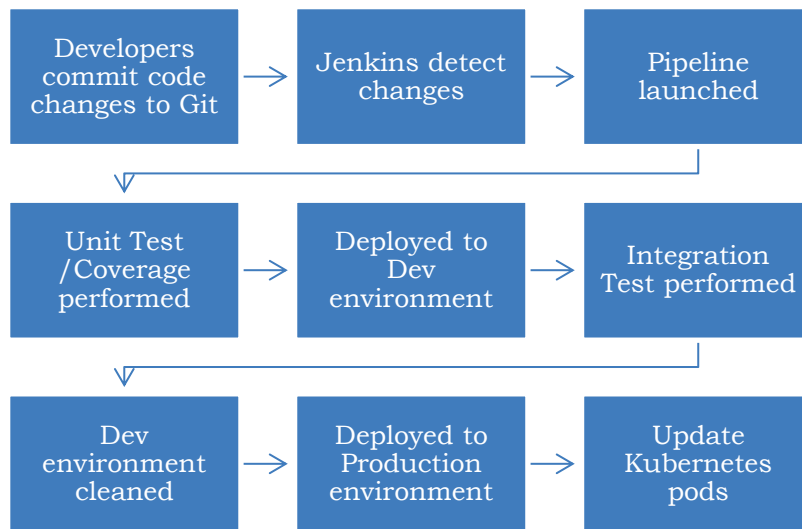 Developers
commit code
changes to Git
Jenkins detect
changes
Pipeline
launched
Unit Test
/Coverage
performed
Deployed to
Dev
environment
Integration
Test performed
Dev
environment
cleaned
Deployed to
Production
environment
Update
Kubernetes
pods